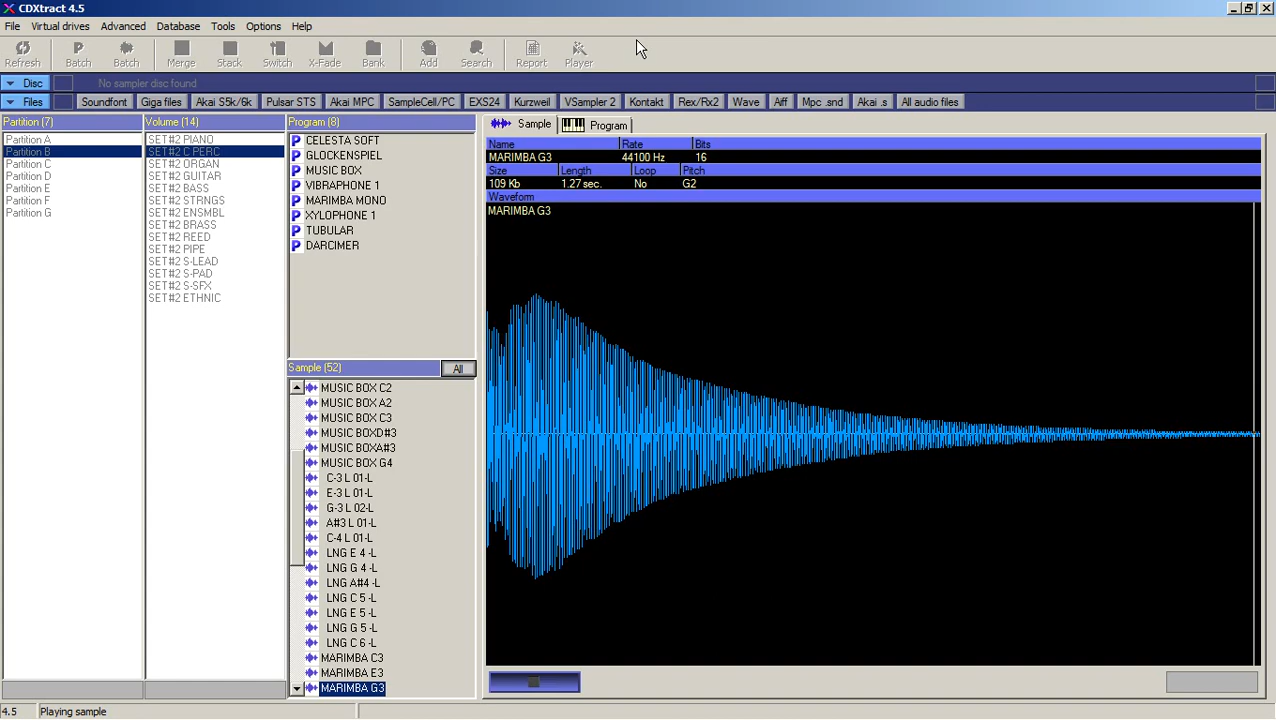 CDXtract 4.5
File Virtual drives Advanced Database Tools Options Help
Refresh Batch Batch Merge Stack Switch X-Fade Bank Add Search Report Player
Disc No sampler disc found.
Files Soundfont Giga files Akai S5k/6k Pulsar STS Akai MPC SampleCell/PC EXS24 Kurzweil VSampler 2 Kontakt Rex/Rx2 Wave Aiff Mpc .snd Akai .s All audio files
Partition (7)
Partition A
Partition B
Partition C
Partition D
Partition E
Partition F
Partition G
Volume (14)
SET#2 PIANO
SET#2 C PERC
SET#2 ORGAN
SET#2 GUITAR
SET#2 BASS
SET#2 STRNGS
SET#2 ENSMBL
SET#2 BRASS
SET#2 REED
SET#2 PIPE
SET#2 S-LEAD
SET#2 S-PAD
SET#2 S-SFX
SET#2 ETHNIC
Program (8)
P CELESTA SOFT
P GLOCKENSPIEL
P MUSIC BOX
P VIBRAPHONE 1
P MARIMBA MONO
P XYLOPHONE 1
P TUBULAR
P DARCIMER
Sample (52) All
MUSIC BOX C2
MUSIC BOX A2
MUSIC BOX C3
MUSIC BOXD#3
MUSIC BOXA#3
MUSIC BOX G4
C-3 L 01-L
E-3 L 01-L
G-3 L 02-L
A#3 L 01-L
C-4 L 01-L
LNG E 4 -L
LNG G 4 -L
LNG A#4 -L
LNG C 5 -L
LNG E 5 -L
LNG G 5 -L
LNG C 6 -L
MARIMBA C3
MARIMBA E3
MARIMBA G3
Sample Program
Name Rate Bits
MARIMBA G3 44100 Hz 16
Size Length Loop Pitch
109 Kb 1.27 sec. No G2
Waveform
MARIMBA G3
4.5 Playing sample